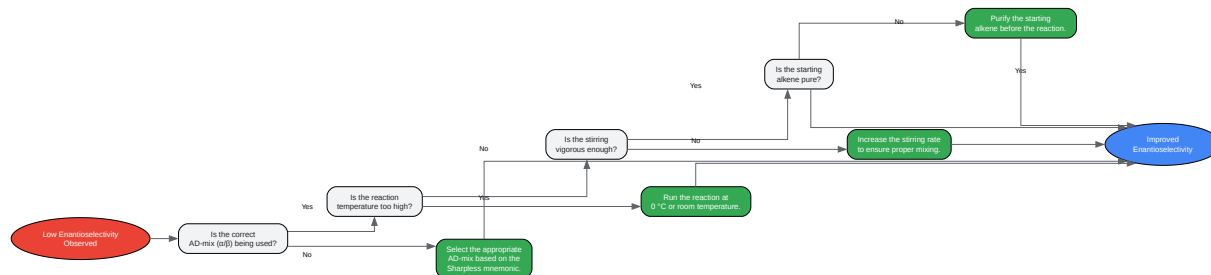 Low Enantioselectivity
Observed
Is the correct
AD-mix (α/β) being used?
Yes
No
Select the appropriate
AD-mix based on the
Sharpless mnemonic.
Is the reaction
temperature too high?
No
Yes
Run the reaction at
0 °C or room temperature.
Is the stirring
vigorous enough?
Yes
No
Increase the stirring rate
to ensure proper mixing.
Is the starting
alkene pure?
No
Yes
Purify the starting
alkene before the reaction.
Improved
Enantioselectivity